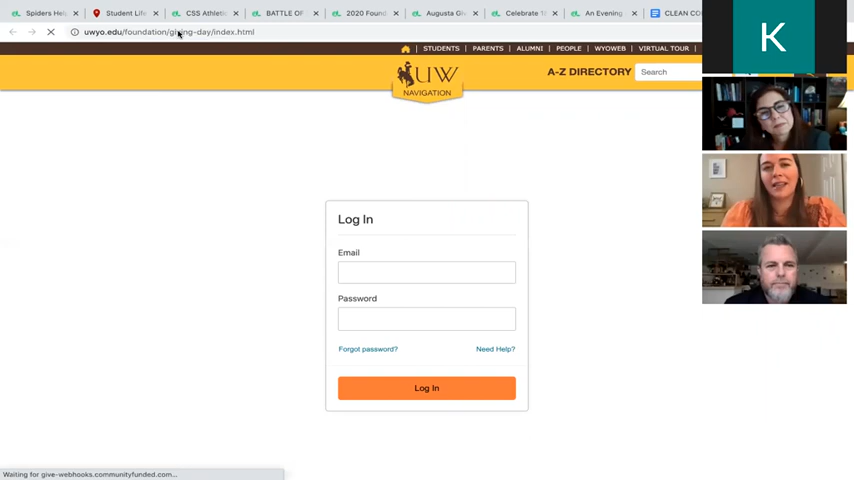 Spiders Hel
Student Life
CSS Athleti
BATTLE OF
2020 Found
Augusta Gi
Celebrate 1
An Evening
CLEAN CO
uwyo.edu/foundation/giving-day/index.html
STUDENTS
PARENTS
ALUMNI
PEOPLE
WYOWEB
VIRTUAL TOUR
UW
NAVIGATION
A-Z DIRECTORY
Search
K
Log In
Email
Password
Forgot password?
Need Help?
Log In
Waiting for give-webhooks.communityfunded.com...